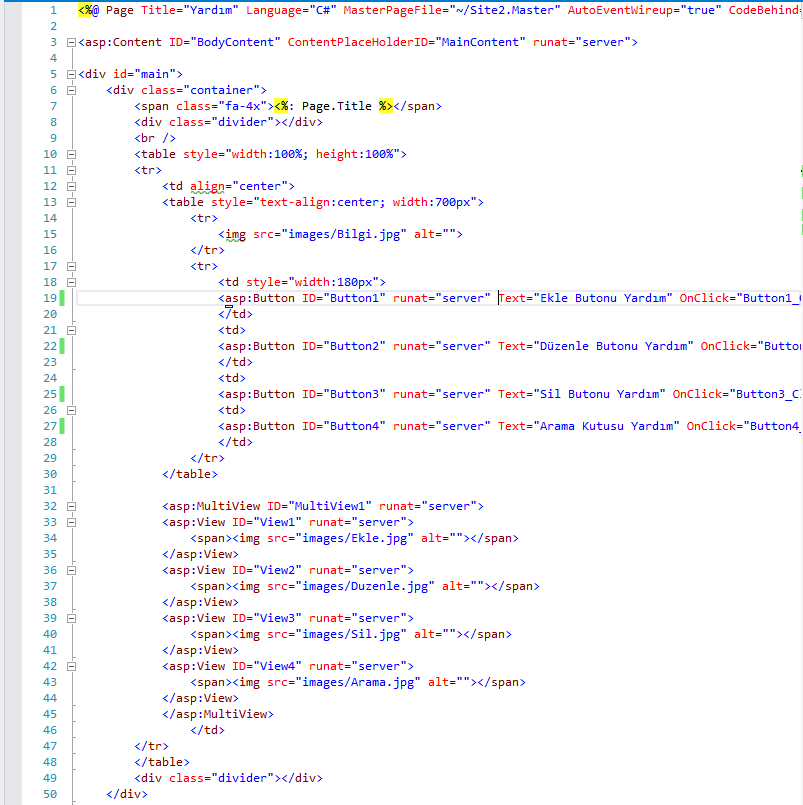 1 <%@ Page Title="Yardım" Language="C#" MasterPageFile="~/Site2.Master" AutoEventWireup="true" CodeBehind=
2
3 <asp:Content ID="BodyContent" ContentPlaceHolderID="MainContent" runat="server">
4
5 <div id="main">
6 <div class="container">
7 <span class="fa-4x"><%: Page.Title %></span>
8 <div class="divider"></div>
9 <br />
10 <table style="width:100%; height:100%">
11 <tr>
12 <td align="center">
13 <table style="text-align:center; width:700px">
14 <tr>
15 <img src="images/Bilgi.jpg" alt="">
16 </tr>
17 <tr>
18 <td style="width:180px">
19 <asp:Button ID="Button1" runat="server" Text="Ekle Butonu Yardım" OnClick="Button1_
20 </td>
21 <td>
22 <asp:Button ID="Button2" runat="server" Text="Düzenle Butonu Yardım" OnClick="Butto
23 </td>
24 <td>
25 <asp:Button ID="Button3" runat="server" Text="Sil Butonu Yardım" OnClick="Button3_C
26 <td>
27 <asp:Button ID="Button4" runat="server" Text="Arama Kutusu Yardım" OnClick="Button4_
28 </td>
29 </tr>
30 </table>
31
32 <asp:MultiView ID="MultiView1" runat="server">
33 <asp:View ID="View1" runat="server">
34 <span><img src="images/Ekle.jpg" alt=""></span>
35 </asp:View>
36 <asp:View ID="View2" runat="server">
37 <span><img src="images/Duzenle.jpg" alt=""></span>
38 </asp:View>
39 <asp:View ID="View3" runat="server">
40 <span><img src="images/Sil.jpg" alt=""></span>
41 </asp:View>
42 <asp:View ID="View4" runat="server">
43 <span><img src="images/Arama.jpg" alt=""></span>
44 </asp:View>
45 </asp:MultiView>
46 </td>
47 </tr>
48 </table>
49 <div class="divider"></div>
50 </div>